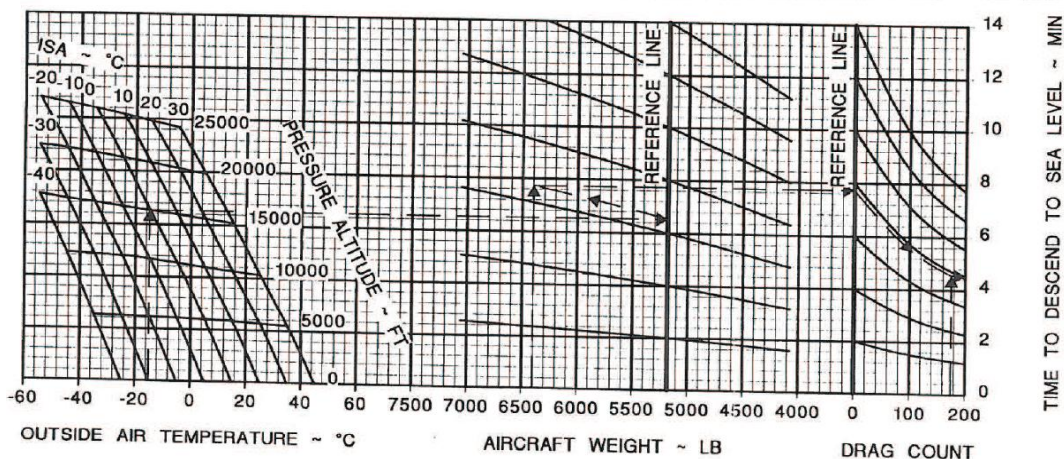 ISA ~ °C
-20 -10 0 10 20 30
-30
-40
25000
20000
15000
10000
5000
0
PRESSURE ALTITUDE ~ FT
REFERENCE LINE
REFERENCE LINE
14
12
10
8
6
4
2
0
TIME TO DESCEND TO SEA LEVEL ~ MIN
-60 -40 -20 0 20 40 60 7500 7000 6500 6000 5500 5000 4500 4000 0 100 200
OUTSIDE AIR TEMPERATURE ~ °C AIRCRAFT WEIGHT ~ LB DRAG COUNT